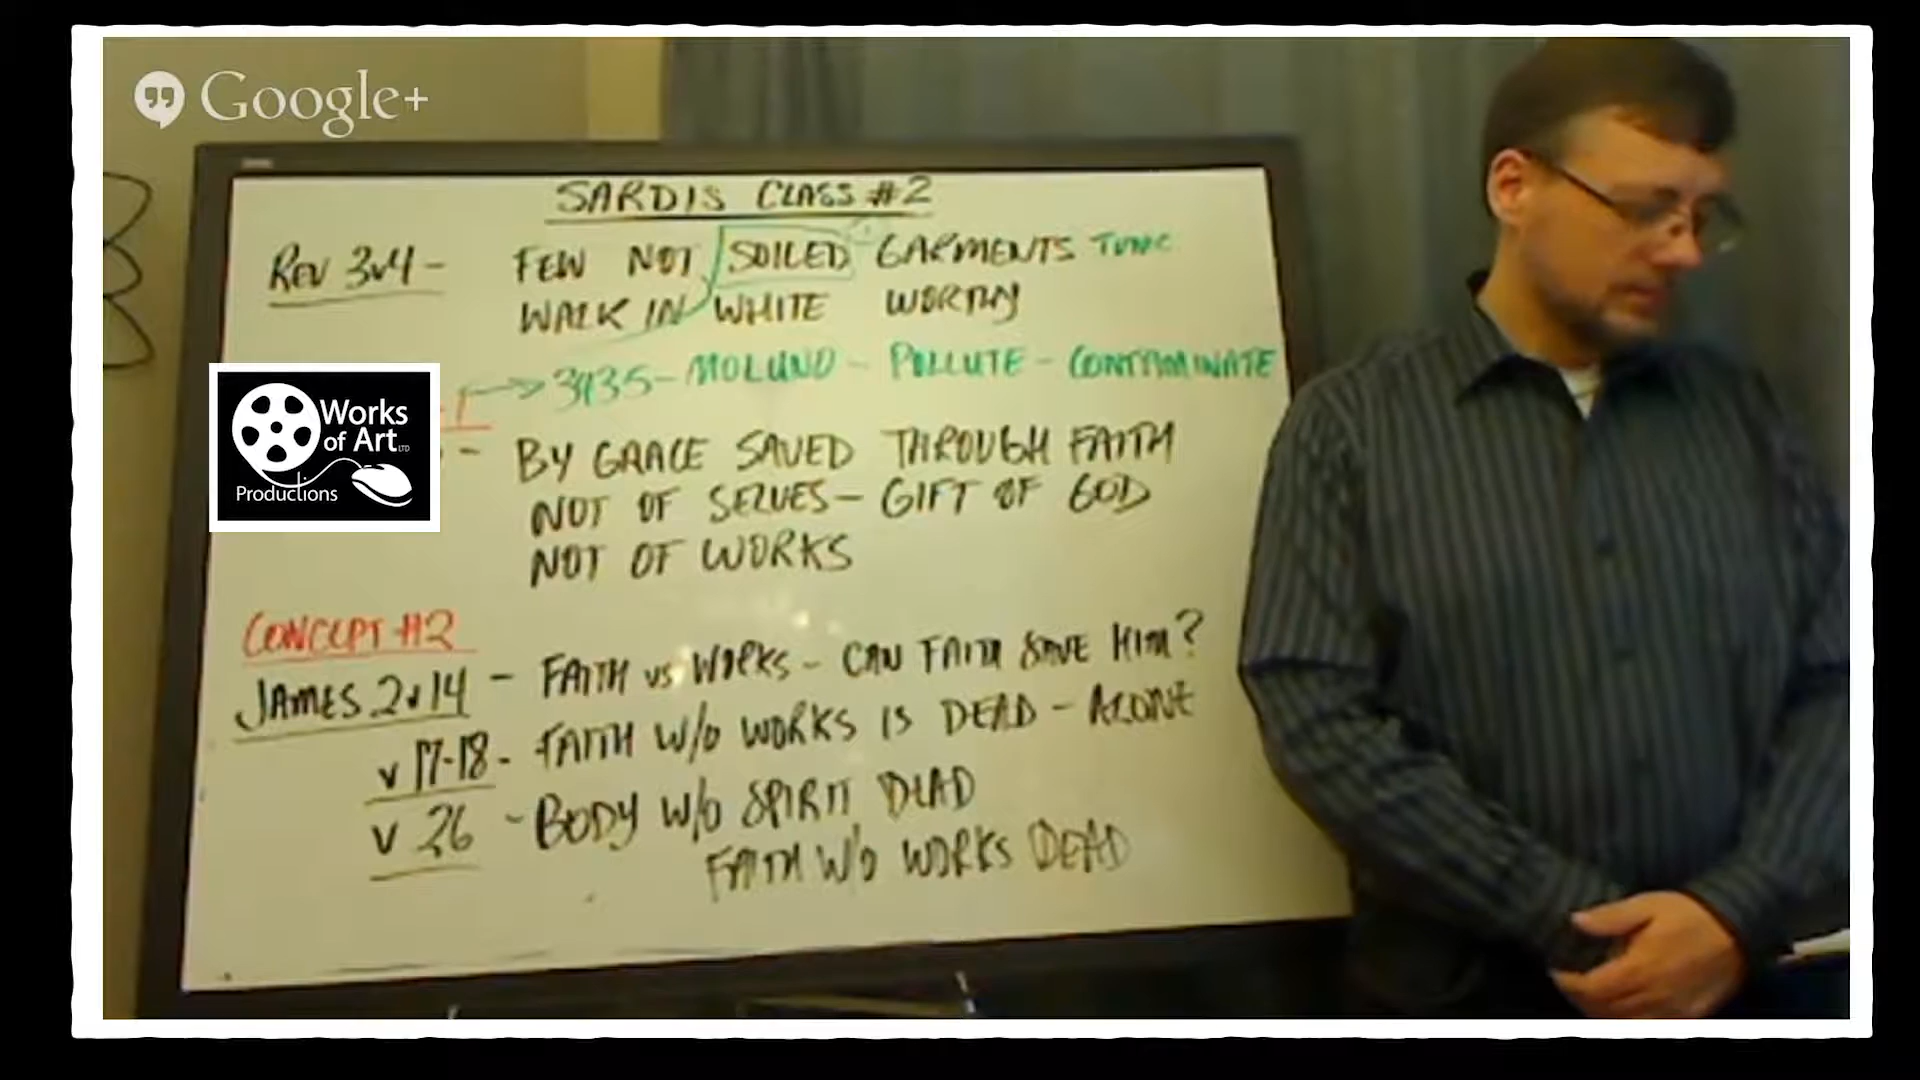 Google+
SARDIS CLASS #2
REV 3v4 - FEW NOT SOILED GARMENTS TUNIC
WALK IN WHITE WORTHY
3435 - MOLUNO - POLLUTE - CONTAMINATE
Works
of Art LTD
Productions
- BY GRACE SAVED THROUGH FAITH
NOT OF SELVES - GIFT OF GOD
NOT OF WORKS
CONCEPT #2
JAMES 2v14 - FAITH VS WORKS - CAN FAITH SAVE HIM?
v 17-18 - FAITH W/O WORKS IS DEAD - ALONE
v 26 - BODY W/O SPIRIT DEAD
FAITH W/O WORKS DEAD